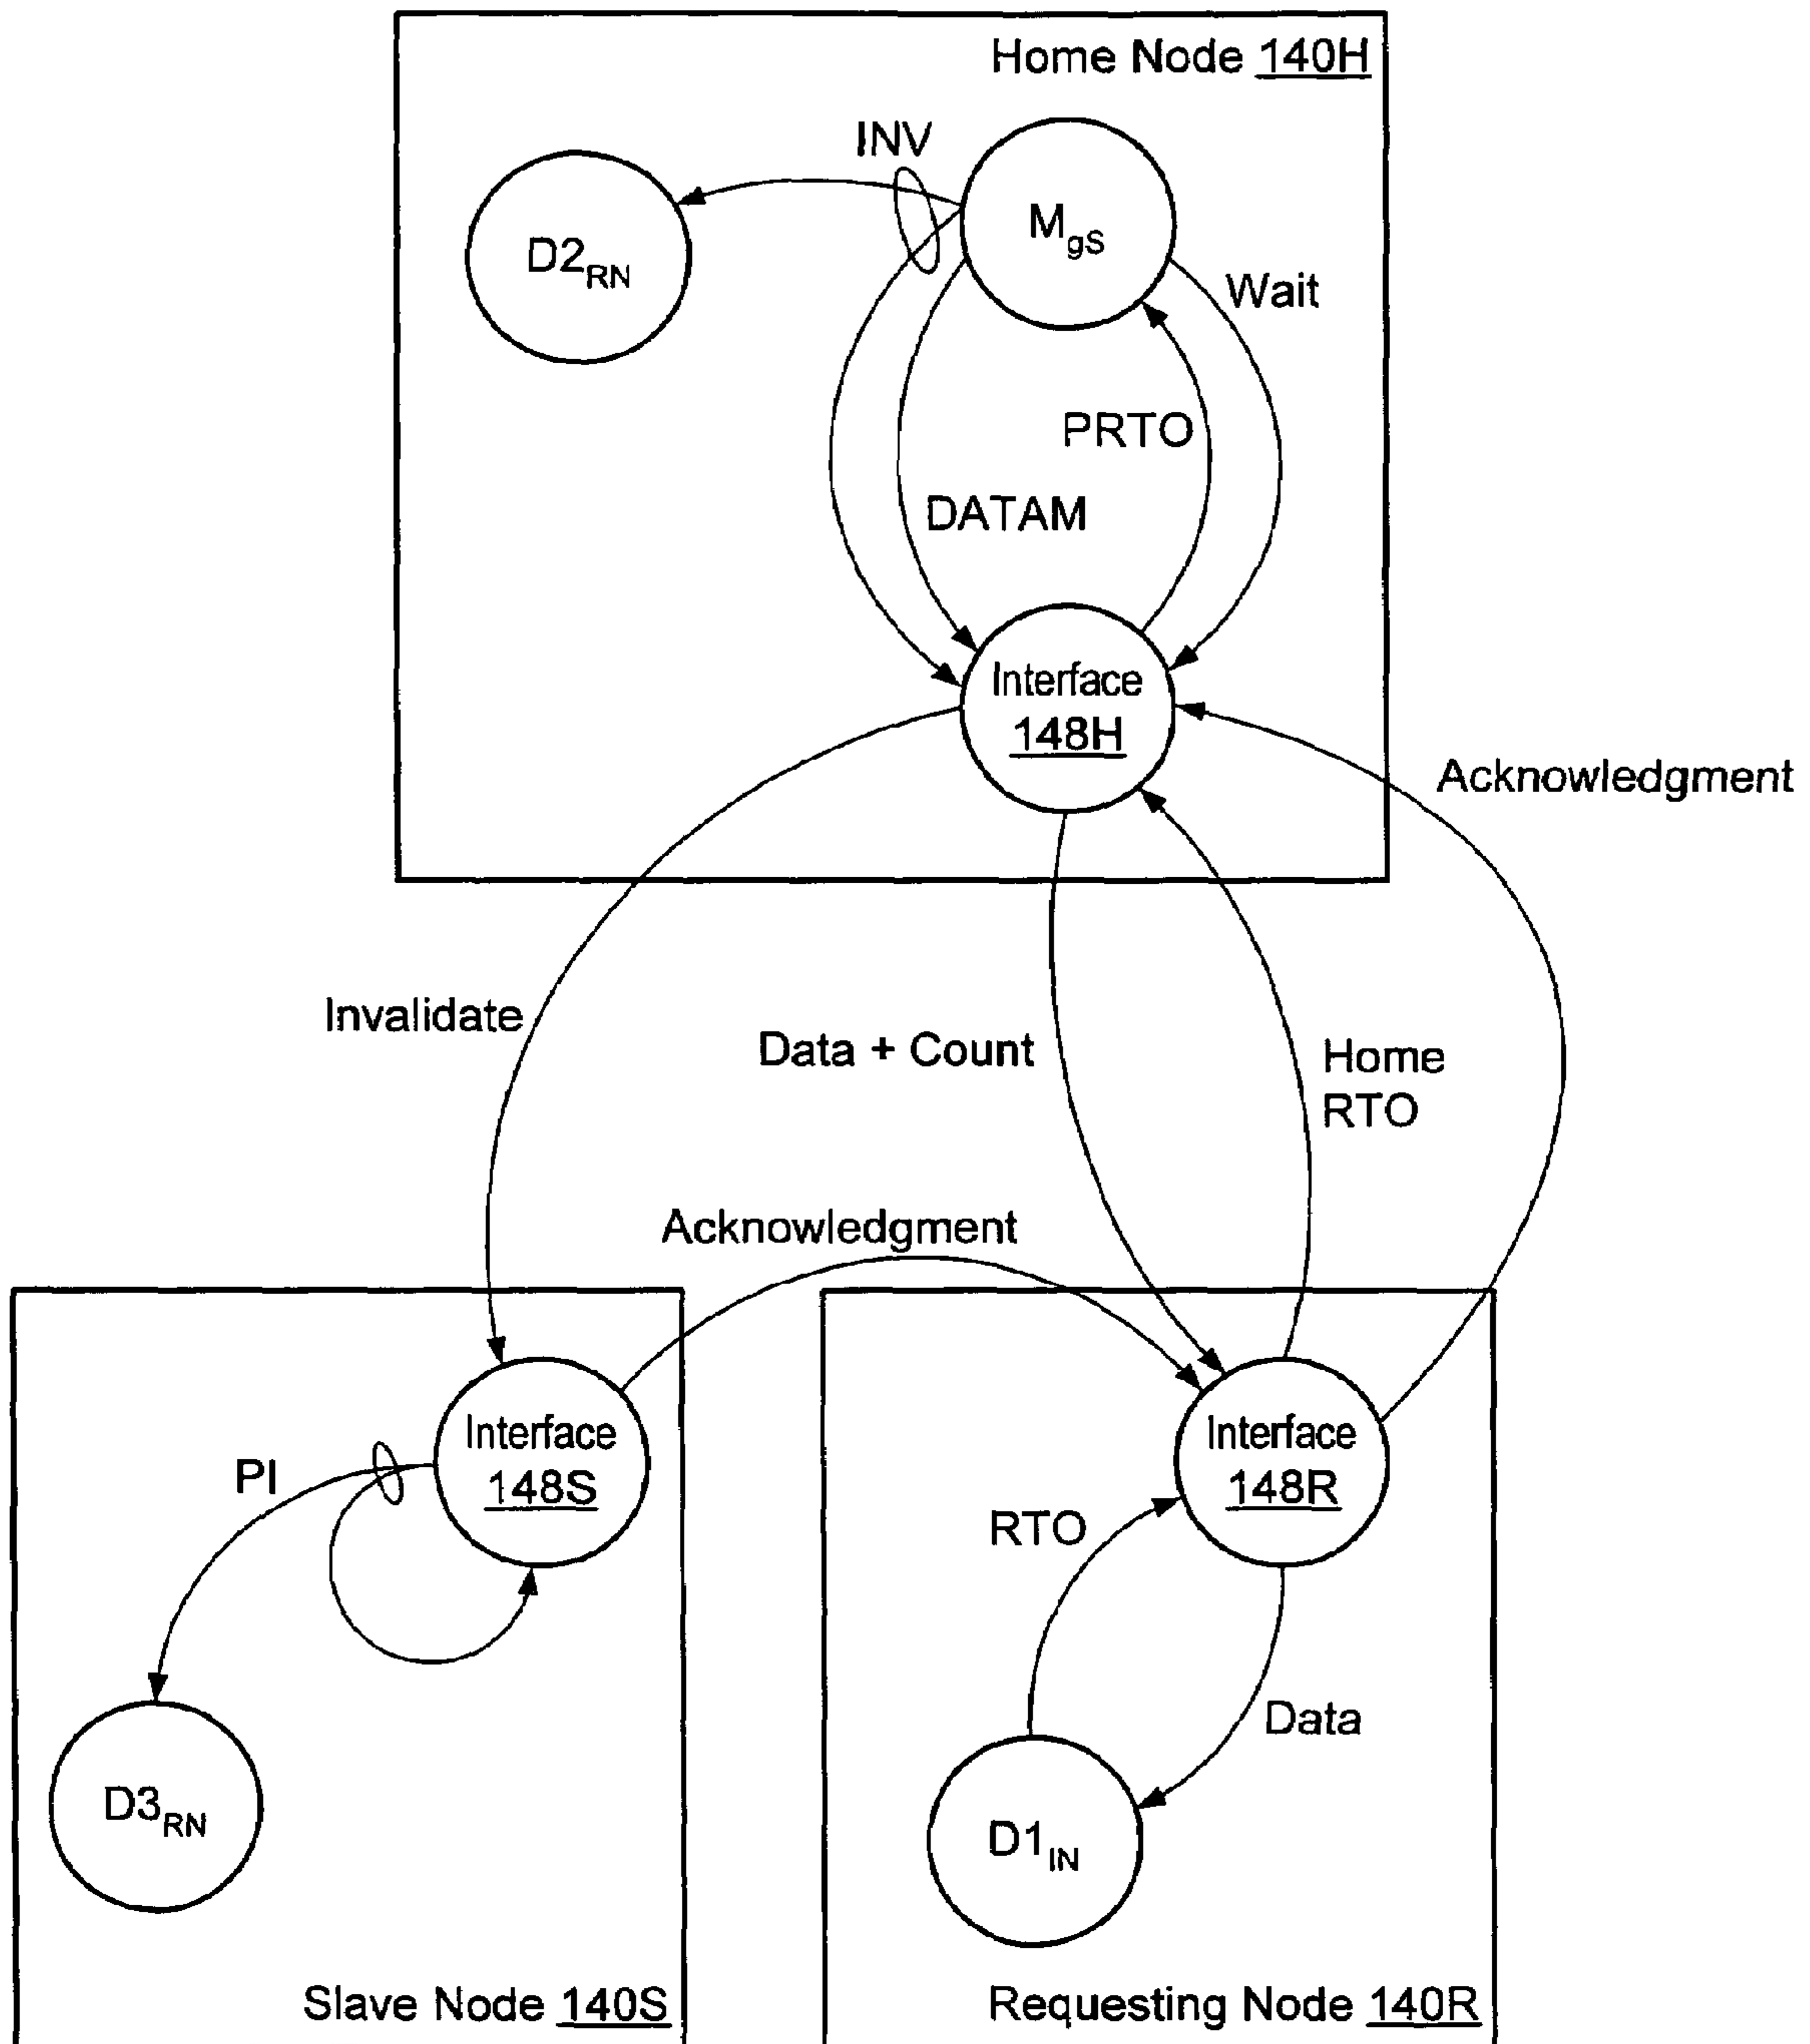 Home Node 140H
INV
MgS
D2RN
Wait
PRTO
DATAM
Interface
148H
Acknowledgment
Invalidate
Data + Count
Home
RTO
Acknowledgment
Interface
148S
PI
Interface
148R
RTO
Data
D3RN
D1IN
Slave Node 140S
Requesting Node 140R